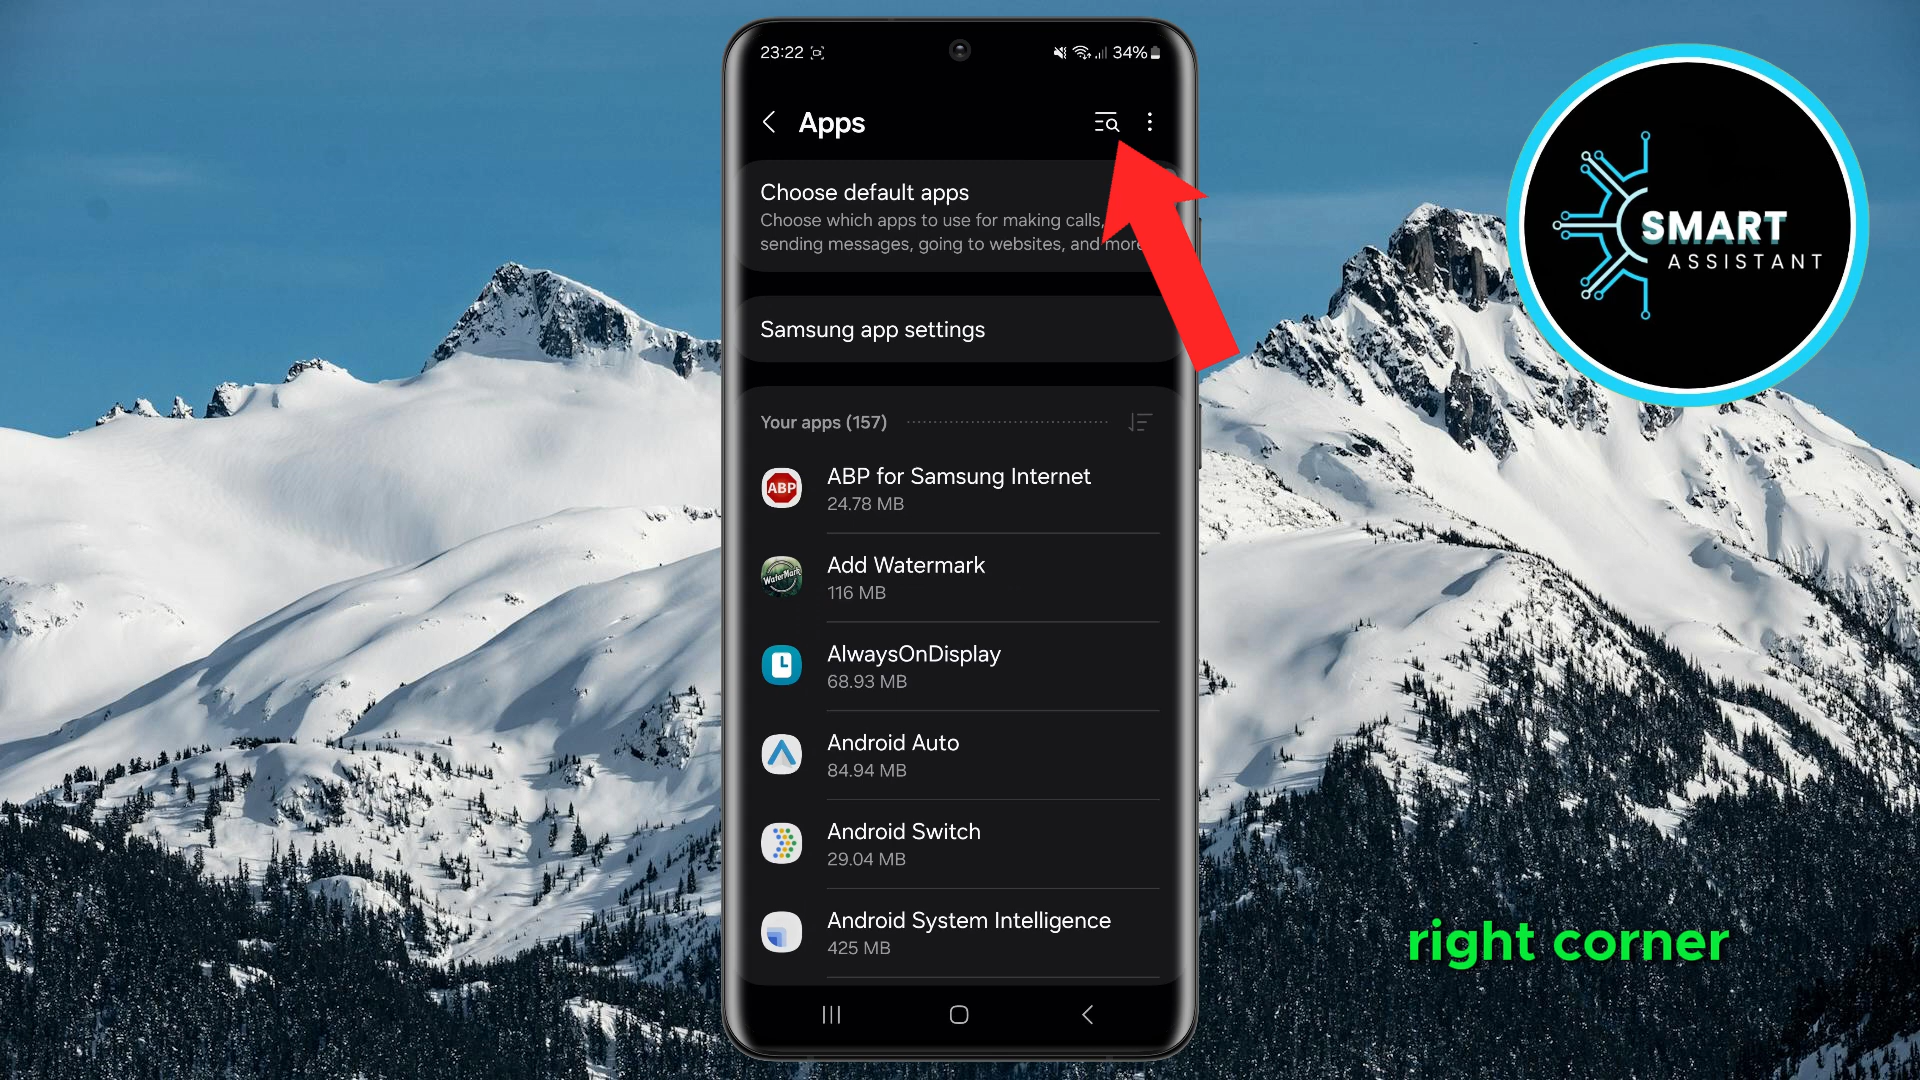 23:22
34%
Apps
Choose default apps
Choose which apps to use for making calls,
sending messages, going to websites, and more
Samsung app settings
Your apps (157)
ABP
ABP for Samsung Internet
24.78 MB
WaterMark
Add Watermark
116 MB
AlwaysOnDisplay
68.93 MB
Android Auto
84.94 MB
Android Switch
29.04 MB
Android System Intelligence
425 MB
SMART
ASSISTANT
right corner